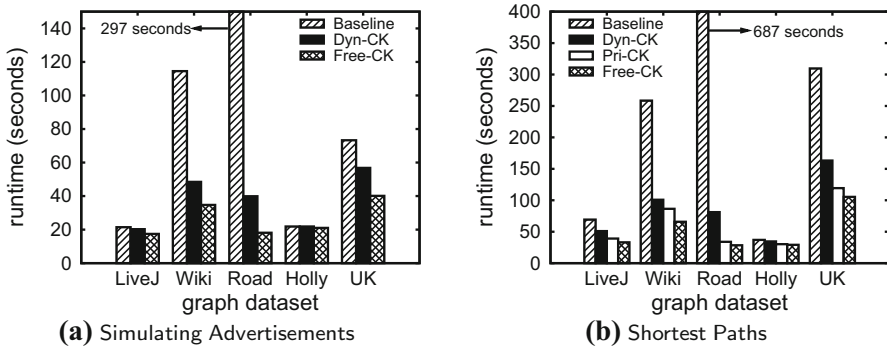 297 seconds
Baseline
Dyn-CK
Free-CK
140
120
100
80
60
40
20
0
runtime (seconds)
LiveJ Wiki Road Holly UK
graph dataset
(a) Simulating Advertisements
Baseline
Dyn-CK
Pri-CK
Free-CK
687 seconds
400
350
300
250
200
150
100
50
0
runtime (seconds)
LiveJ Wiki Road Holly UK
graph dataset
(b) Shortest Paths